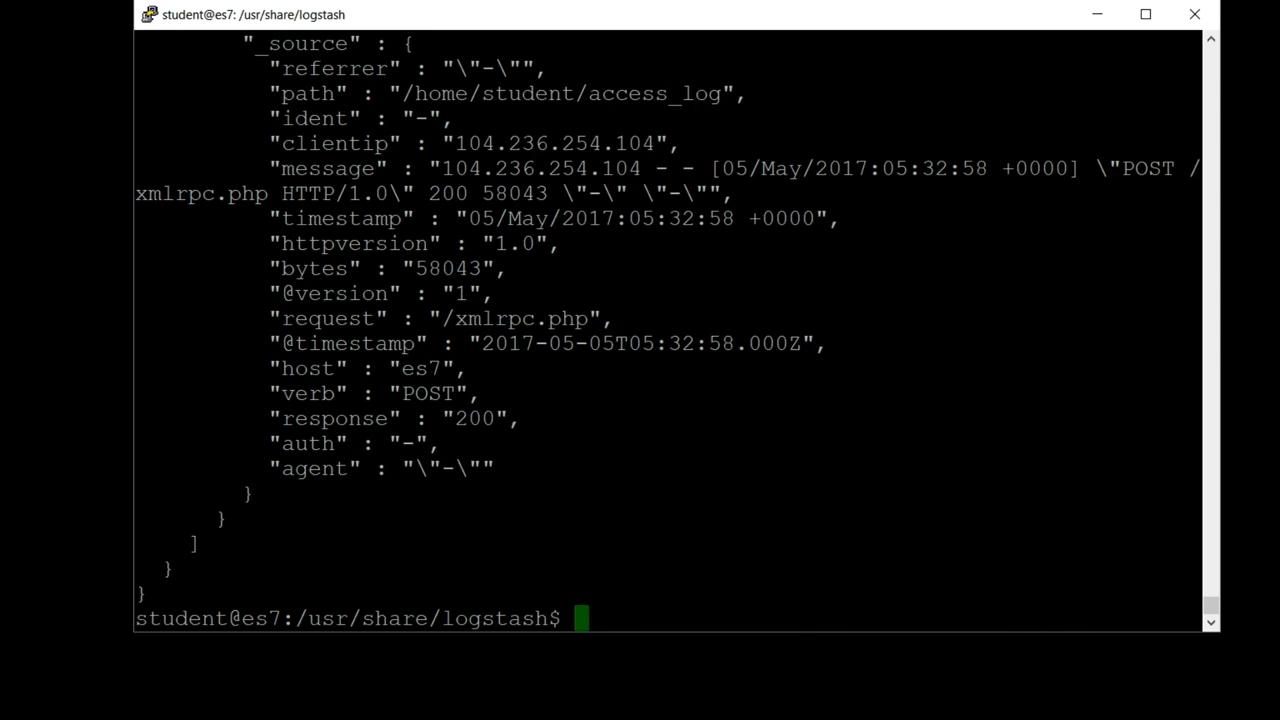 student@es7: /usr/share/logstash
"_source" : {
"referrer" : "\"-\"",
"path" : "/home/student/access_log",
"ident" : "-",
"clientip" : "104.236.254.104",
"message" : "104.236.254.104 - - [05/May/2017:05:32:58 +0000] \"POST /
xmlrpc.php HTTP/1.0\" 200 58043 \"-\" \"-\"",
"timestamp" : "05/May/2017:05:32:58 +0000",
"httpversion" : "1.0",
"bytes" : "58043",
"@version" : "1",
"request" : "/xmlrpc.php",
"@timestamp" : "2017-05-05T05:32:58.000Z",
"host" : "es7",
"verb" : "POST",
"response" : "200",
"auth" : "-",
"agent" : "\"-\""
}
}
]
}
}
student@es7:/usr/share/logstash$